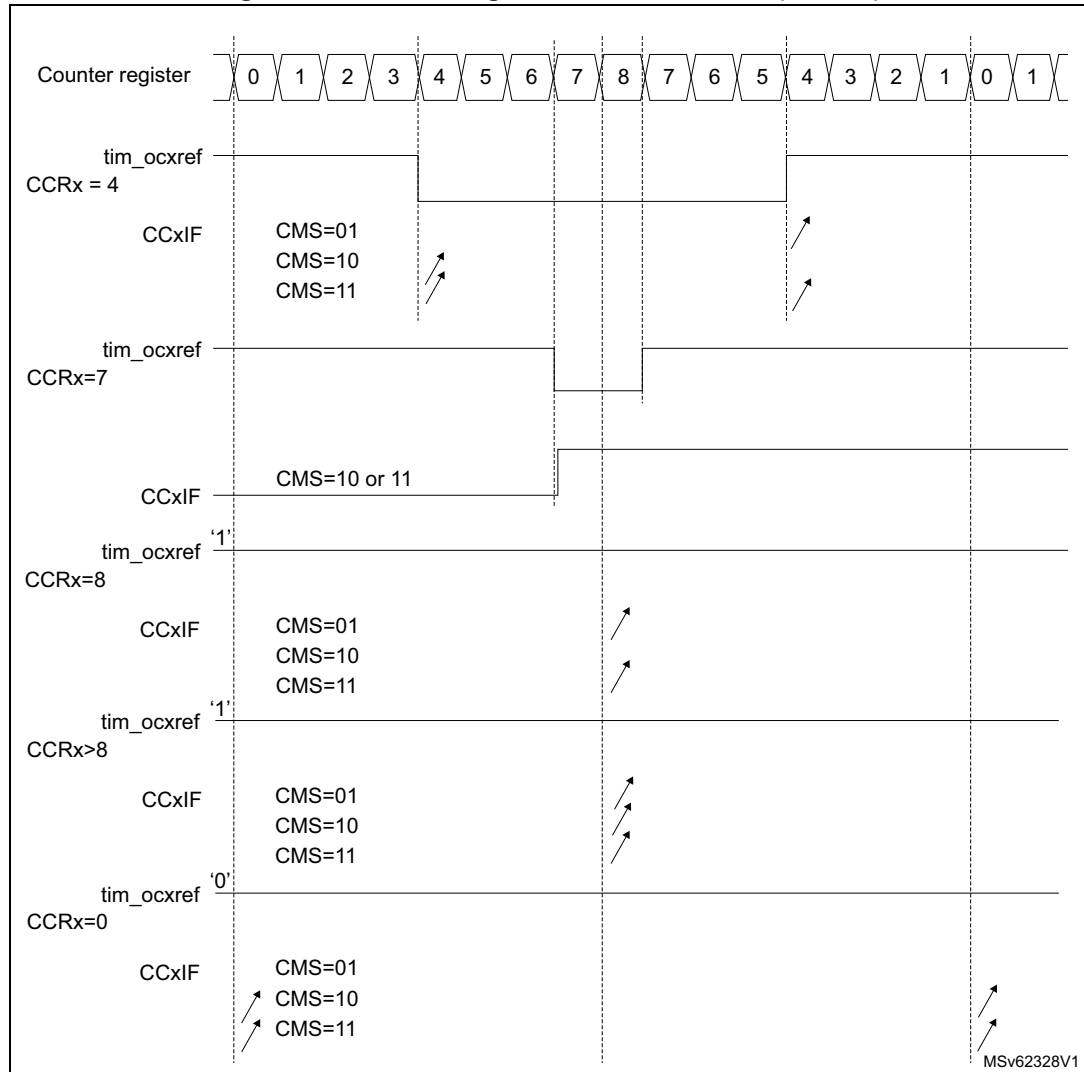 Counter register 0 1 2 3 4 5 6 7 8 7 6 5 4 3 2 1 0 1
tim_ocxref
CCRx = 4
CCxIF CMS=01
CMS=10
CMS=11
tim_ocxref
CCRx=7
CMS=10 or 11
CCxIF
tim_ocxref '1'
CCRx=8
CCxIF CMS=01
CMS=10
CMS=11
tim_ocxref '1'
CCRx>8
CCxIF CMS=01
CMS=10
CMS=11
tim_ocxref '0'
CCRx=0
CCxIF CMS=01
CMS=10
CMS=11
MSv62328V1